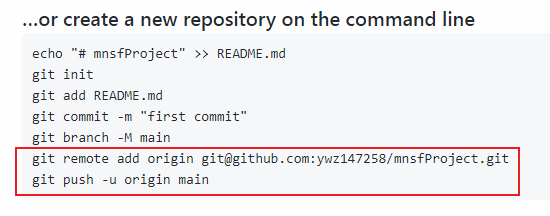 ...or create a new repository on the command line
echo "# mnsfProject" >> README.md
git init
git add README.md
git commit -m "first commit"
git branch -M main
git remote add origin git@github.com:ywz147258/mnsfProject.git
git push -u origin main